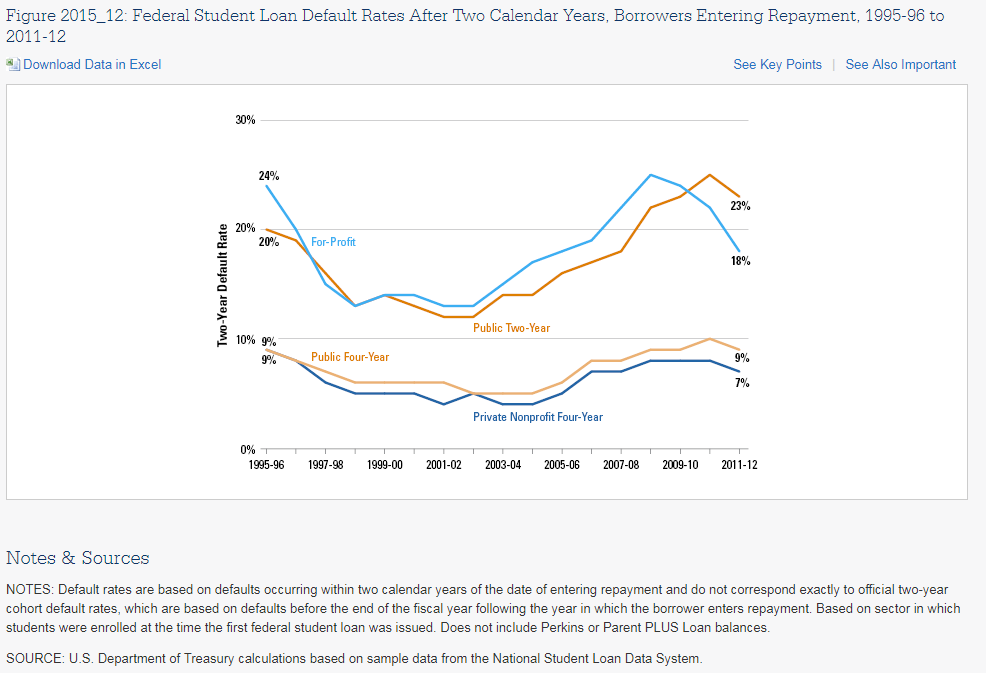 Figure 2015_12: Federal Student Loan Default Rates After Two Calendar Years, Borrowers Entering Repayment, 1995-96 to
2011-12
Download Data in Excel
See Key Points | See Also Important
30%
24%
23%
20%
20%
For-Profit
18%
Two-Year Default Rate
Public Two-Year
10%
9%
9%
Public Four-Year
9%
7%
Private Nonprofit Four-Year
0%
1995-96 1997-98 1999-00 2001-02 2003-04 2005-06 2007-08 2009-10 2011-12
Notes & Sources
NOTES: Default rates are based on defaults occurring within two calendar years of the date of entering repayment and do not correspond exactly to official two-year
cohort default rates, which are based on defaults before the end of the fiscal year following the year in which the borrower enters repayment. Based on sector in which
students were enrolled at the time the first federal student loan was issued. Does not include Perkins or Parent PLUS Loan balances.
SOURCE: U.S. Department of Treasury calculations based on sample data from the National Student Loan Data System.